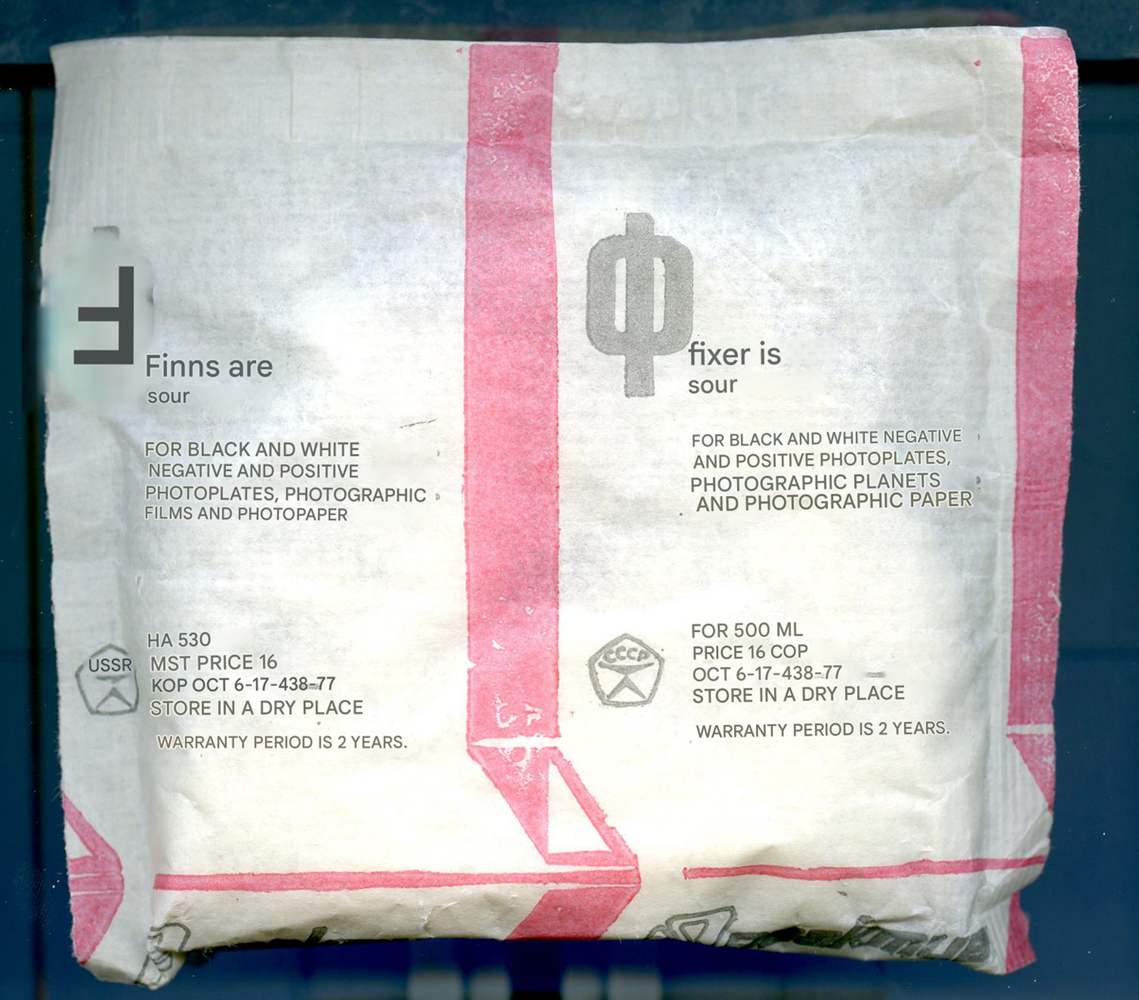 F
Finns are
sour
FOR BLACK AND WHITE
NEGATIVE AND POSITIVE
PHOTOPLATES, PHOTOGRAPHIC
FILMS AND PHOTOPAPER
HA 530
USSR
MST PRICE 16
KOP OCT 6-17-438-77
STORE IN A DRY PLACE
WARRANTY PERIOD IS 2 YEARS.
Ф
fixer is
sour
FOR BLACK AND WHITE NEGATIVE
AND POSITIVE PHOTOPLATES,
PHOTOGRAPHIC PLANETS
AND PHOTOGRAPHIC PAPER
FOR 500 ML
СССР
PRICE 16 COP
OCT 6-17-438-77
STORE IN A DRY PLACE
WARRANTY PERIOD IS 2 YEARS.